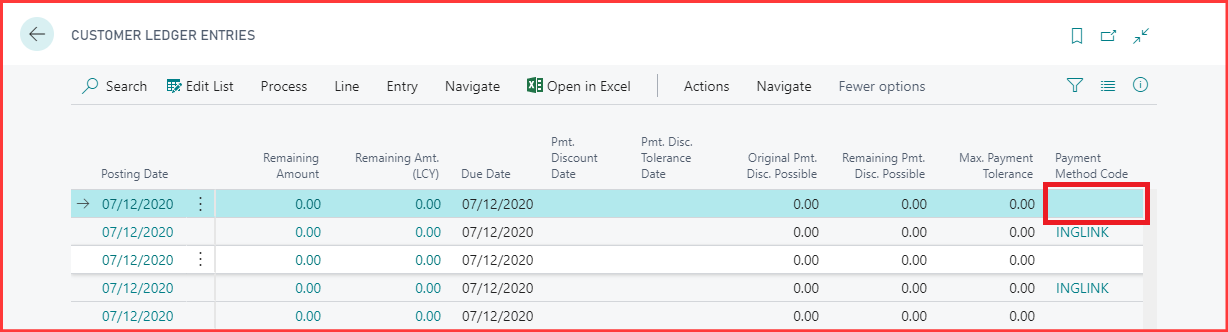 CUSTOMER LEDGER ENTRIES
Search Edit List Process Line Entry Navigate Open in Excel Actions Navigate Fewer options
Posting Date Remaining Amount Remaining Amt. (LCY) Due Date Pmt. Discount Date Pmt. Disc. Tolerance Date Original Pmt. Disc. Possible Remaining Pmt. Disc. Possible Max. Payment Tolerance Payment Method Code
07/12/2020 0.00 0.00 07/12/2020 0.00 0.00 0.00
07/12/2020 0.00 0.00 07/12/2020 0.00 0.00 0.00 INGLINK
07/12/2020 0.00 0.00 07/12/2020 0.00 0.00 0.00
07/12/2020 0.00 0.00 07/12/2020 0.00 0.00 0.00 INGLINK
07/12/2020 0.00 0.00 07/12/2020 0.00 0.00 0.00